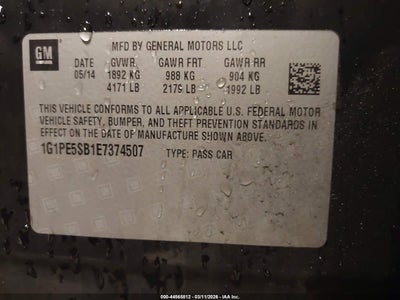 GM
MFD BY GENERAL MOTORS LLC
05/14 GVWR GAWR FRT GAWR RR
1892 KG 988 KG 904 KG
4171 LB 2179 LB 1992 LB
THIS VEHICLE CONFORMS TO ALL APPLICABLE U.S. FEDERAL MOTOR
VEHICLE SAFETY, BUMPER, AND THEFT PREVENTION STANDARDS IN
EFFECT ON THE DATE OF MANUFACTURE SHOWN ABOVE.
1G1PE5SB1E7374507 TYPE: PASS CAR
000-44565812 - 03/11/2026 - IAA Inc.